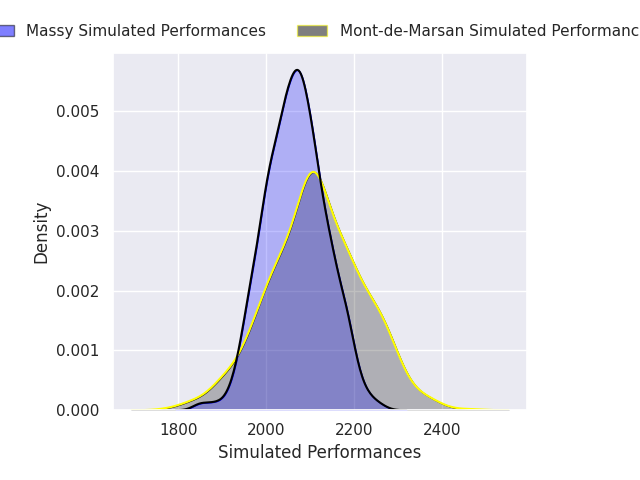 Massy Simulated Performances
Mont-de-Marsan Simulated Performanc
0.005
0.004
0.003
0.002
0.001
0.000
Density
1800
2000
2200
2400
Simulated Performances